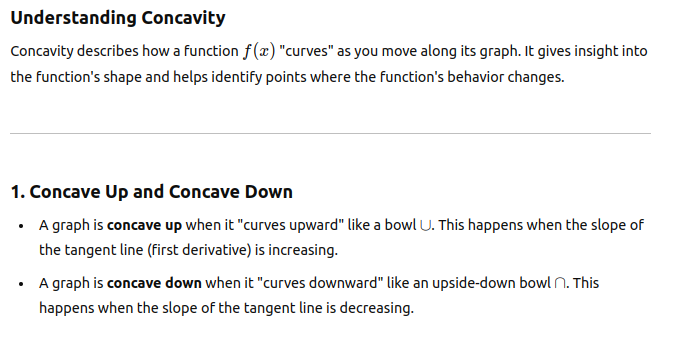 Understanding Concavity
Concavity describes how a function f(x) "curves" as you move along its graph. It gives insight into
the function's shape and helps identify points where the function's behavior changes.
1. Concave Up and Concave Down
• A graph is concave up when it "curves upward" like a bowl ∪. This happens when the slope of
the tangent line (first derivative) is increasing.
• A graph is concave down when it "curves downward" like an upside-down bowl ∩. This
happens when the slope of the tangent line is decreasing.